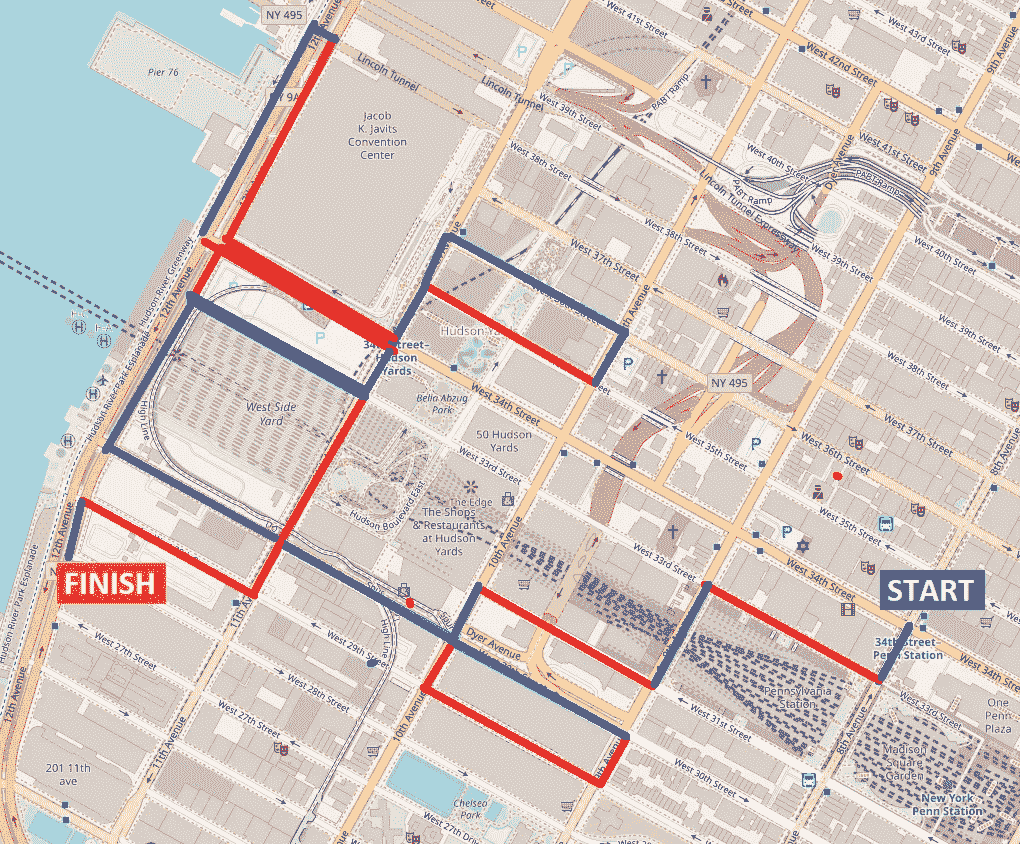 NY 495
12th Avenue
West 41st Street
West 43rd Street
9th Avenue
West 42nd Street
Pier 76
Lincoln Tunnel
Lincoln Tunnel
PABT Ramp
West 39th Street
Jacob
K. Javits
Convention
Center
West 40th Street
Dyer Avenue
West 41st Street
9th Avenue
West 38th Street
PABT Ramp
PABT Ramp
Lincoln Tunnel Expressway
West 38th Street
West 37th Street
West 39th Street
West 40th Street
Hudson River Greenway
12th Avenue
West 39th Street
34th Street–
Hudson
Yards
NY 495
West 38th Street
Bella Abzug
Park
West 34th Street
West 37th Street
West Side
Yard
High Line
50 Hudson
Yards
West 35th Street
West 36th Street
8th Avenue
Hudson River Park Esplanade
West 33rd Street
The Edge
The Shops
& Restaurants
at Hudson
Yards
Hudson Boulevard East
West 35th Street
12th Avenue
10th Avenue
West 33rd Street
West 34th Street
Hudson River Park Esplanade
FINISH
START
High Line
West 29th Street
Dyer Avenue
34th Street–
Penn Station
West 34th
West 27th Street
West 28th Street
Pennsylvania
Station
West 33rd
One
Penn
Plaza
12th Avenue
11th Avenue
West 27th Street
10th Avenue
West 31st Street
8th Avenue
Madison
Square
Garden
201 11th
ave
West 30th Street
Chelsea
Park
New York
Penn Station
West 27th Drive